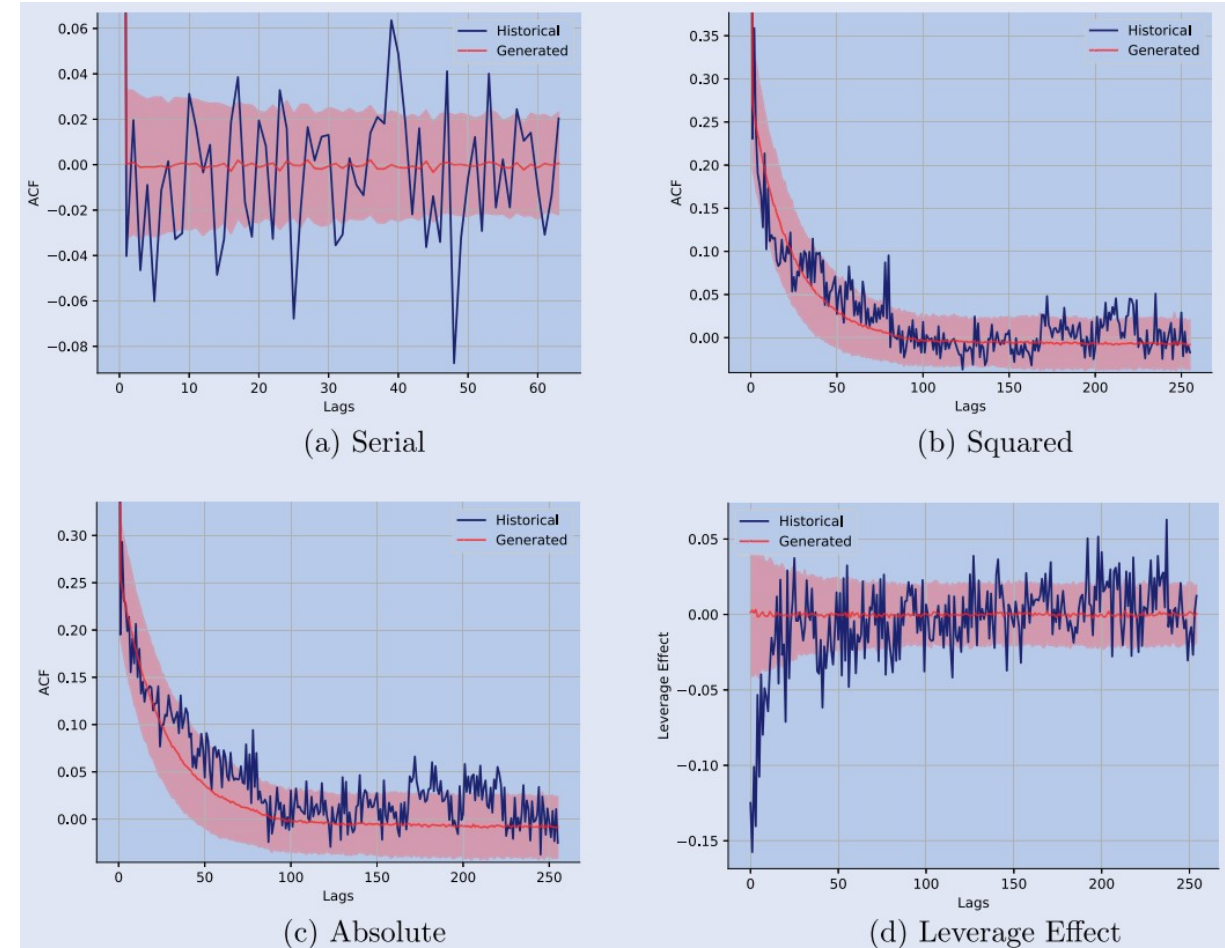 Historical
Generated
0.06
0.04
0.02
0.00
−0.02
−0.04
−0.06
−0.08
ACF
0 10 20 30 40 50 60
Lags
(a) Serial
Historical
Generated
0.35
0.30
0.25
0.20
0.15
0.10
0.05
0.00
ACF
0 50 100 150 200 250
Lags
(b) Squared
Historical
Generated
0.30
0.25
0.20
0.15
0.10
0.05
0.00
ACF
0 50 100 150 200 250
Lags
(c) Absolute
Historical
Generated
0.05
0.00
−0.05
−0.10
−0.15
Leverage Effect
0 50 100 150 200 250
Lags
(d) Leverage Effect